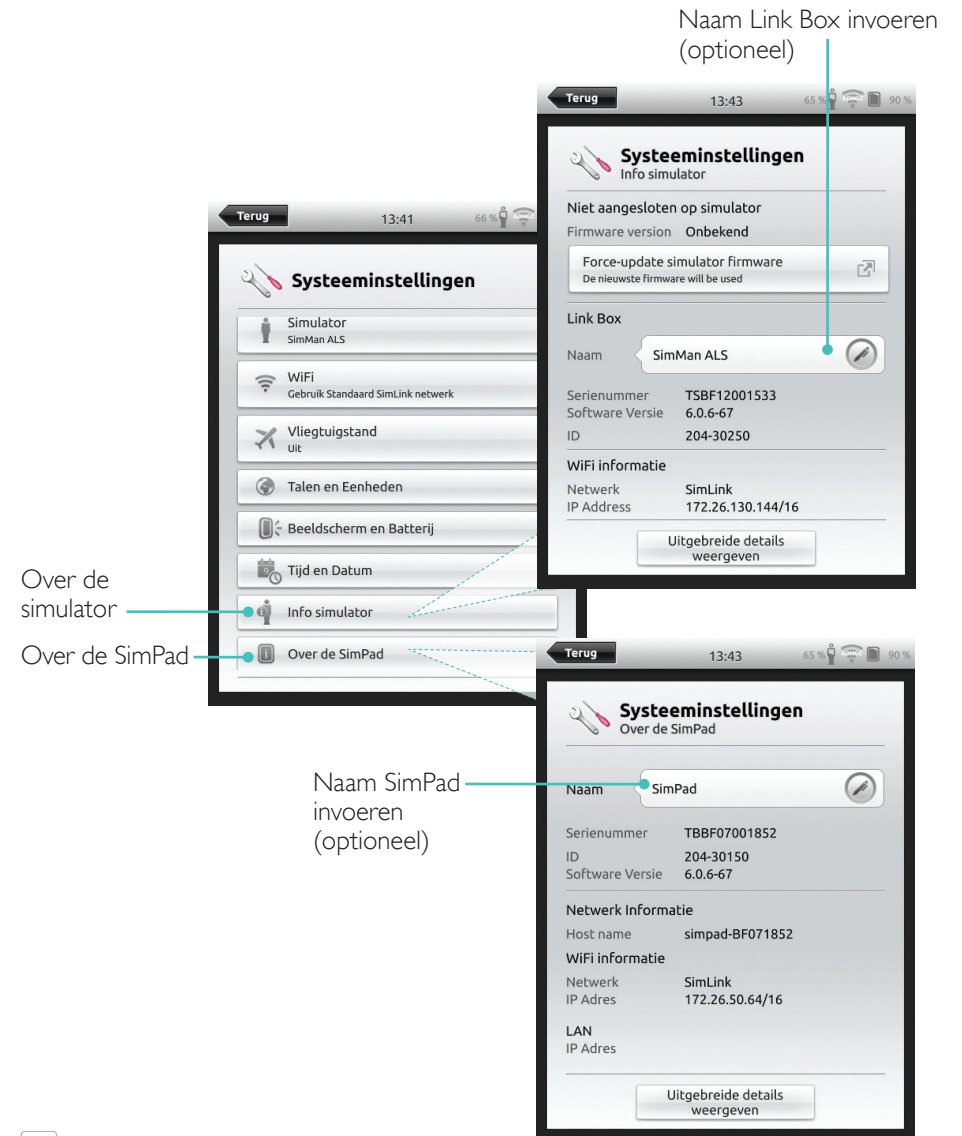 Naam Link Box invoeren
(optioneel)
Terug
13:43
65 %
ADHOC
90 %
Systeeminstellingen
Info simulator
Niet aangesloten op simulator
Firmware version Onbekend
Force-update simulator firmware
De nieuwste firmware will be used
Link Box
Naam SimMan ALS
Serienummer TSBF12001533
Software Versie 6.0.6-67
ID 204-30250
WiFi informatie
Netwerk SimLink
IP Address 172.26.130.144/16
Uitgebreide details
weergeven
Terug
13:41
66 %
ADHOC
Systeeminstellingen
Simulator
SimMan ALS
WiFi
Gebruik Standaard SimLink netwerk
Vliegtuigstand
Uit
Talen en Eenheden
Beeldscherm en Batterij
9
Tijd en Datum
Info simulator
Over de SimPad
Over de
simulator
Over de SimPad
Terug
13:43
65 %
ADHOC
90 %
Systeeminstellingen
Over de SimPad
Naam SimPad
Serienummer TBBF07001852
ID 204-30150
Software Versie 6.0.6-67
Netwerk Informatie
Host name simpad-BF071852
WiFi informatie
Netwerk SimLink
IP Adres 172.26.50.64/16
LAN
IP Adres
Uitgebreide details
weergeven
Naam SimPad
invoeren
(optioneel)